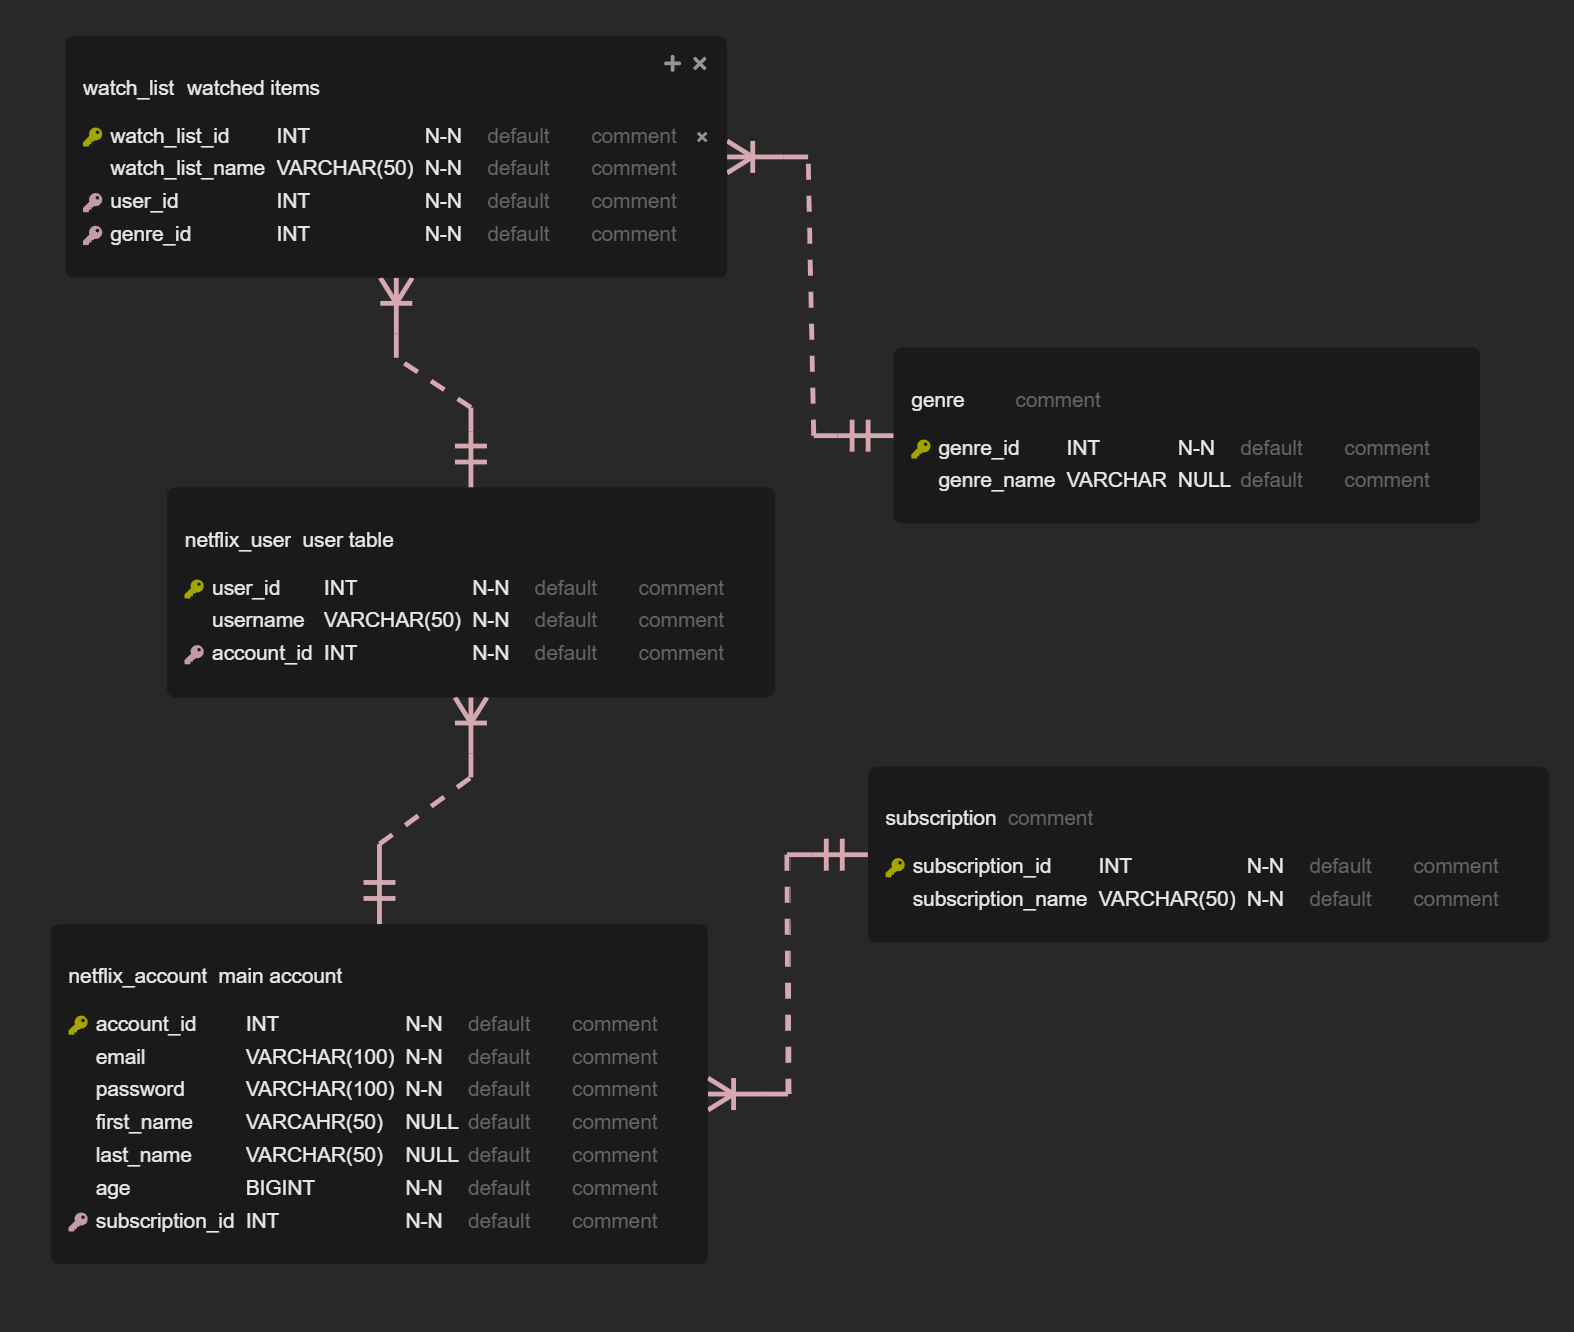 watch_list watched items
watch_list_id INT N-N default comment
watch_list_name VARCHAR(50) N-N default comment
user_id INT N-N default comment
genre_id INT N-N default comment
genre comment
genre_id INT N-N default comment
genre_name VARCHAR NULL default comment
netflix_user user table
user_id INT N-N default comment
username VARCHAR(50) N-N default comment
account_id INT N-N default comment
subscription comment
subscription_id INT N-N default comment
subscription_name VARCHAR(50) N-N default comment
netflix_account main account
account_id INT N-N default comment
email VARCHAR(100) N-N default comment
password VARCHAR(100) N-N default comment
first_name VARCAHR(50) NULL default comment
last_name VARCHAR(50) NULL default comment
age BIGINT N-N default comment
subscription_id INT N-N default comment